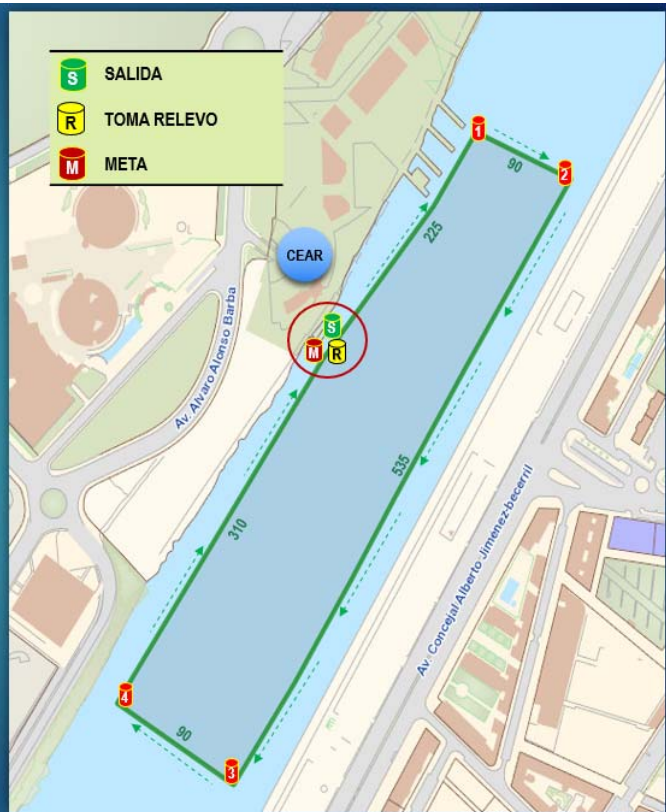 S SALIDA
R TOMA RELEVO
M META
1
90
2
225
CEAR
S
M R
Av. Alvaro Alonso Barba
535
310
Av. Concejal Alberto Jiménez-becerril
4
90
3